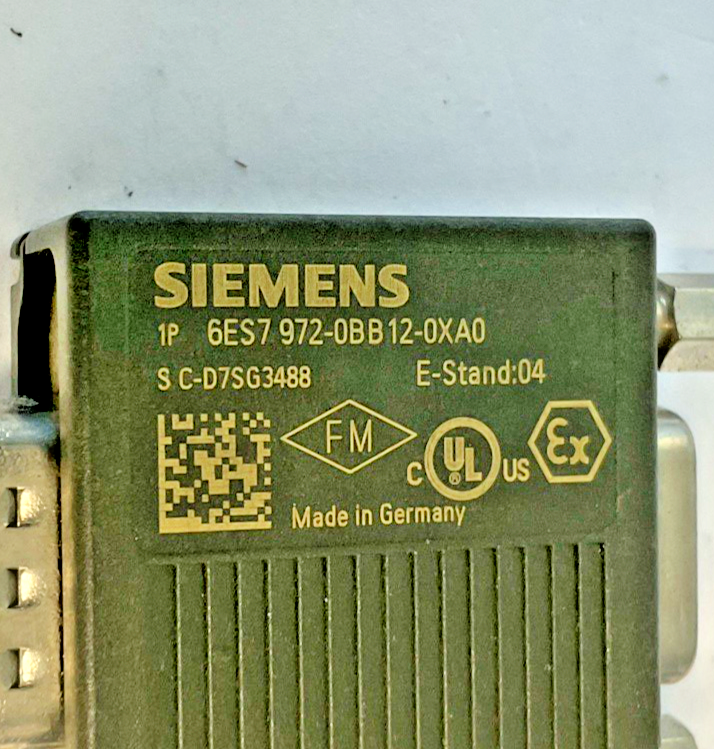 SIEMENS
1P 6ES7 972-0BB12-0XA0
S C-D7SG3488 E-Stand:04
FM C UL ® US Ex
Made in Germany